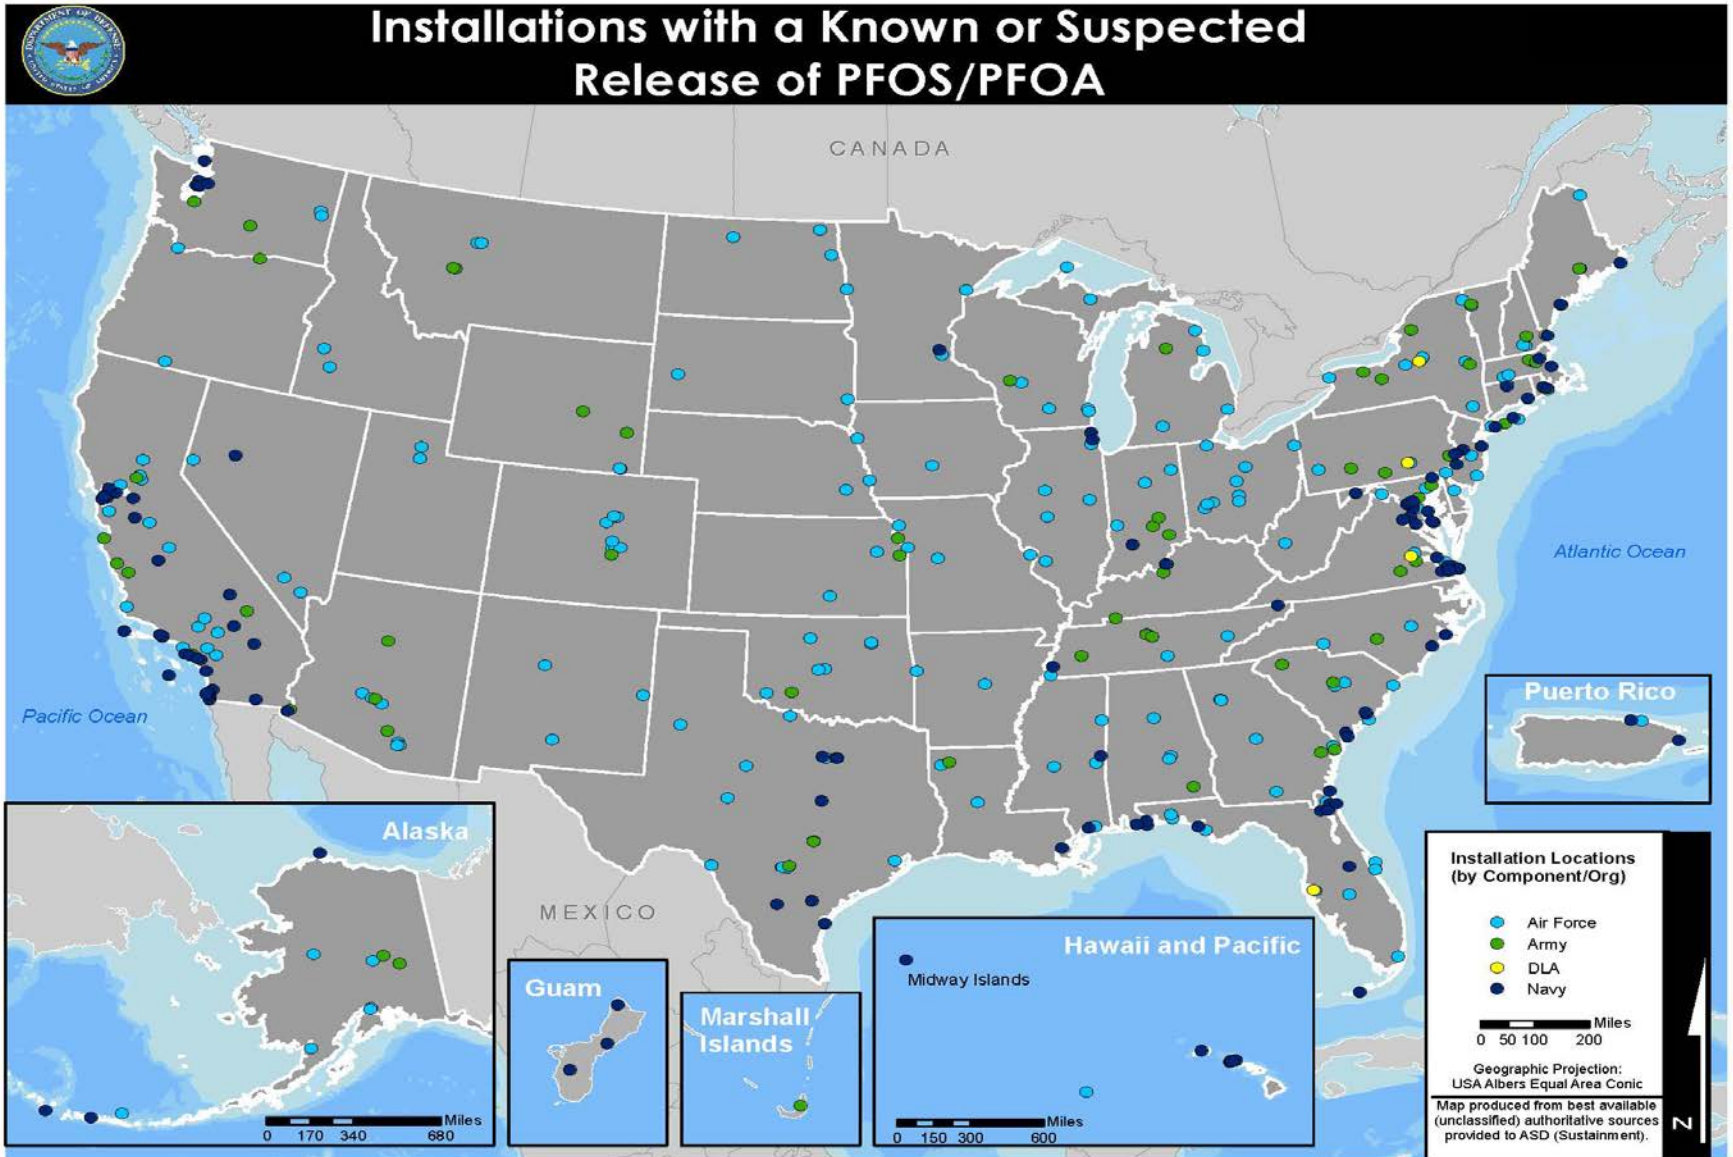 Installations with a Known or Suspected
Release of PFOS/PFOA
CANADA
Atlantic Ocean
Pacific Ocean
Puerto Rico
Alaska
MEXICO
Guam
Marshall
Islands
Hawaii and Pacific
Midway Islands
Miles
0 170 340 680
Miles
0 150 300 600
Installation Locations
(by Component/Org)
Air Force
Army
DLA
Navy
Miles
0 50 100 200
Geographic Projection:
USA Albers Equal Area Conic
Map produced from best available
(unclassified) authoritative sources
provided to ASD (Sustainment).
N